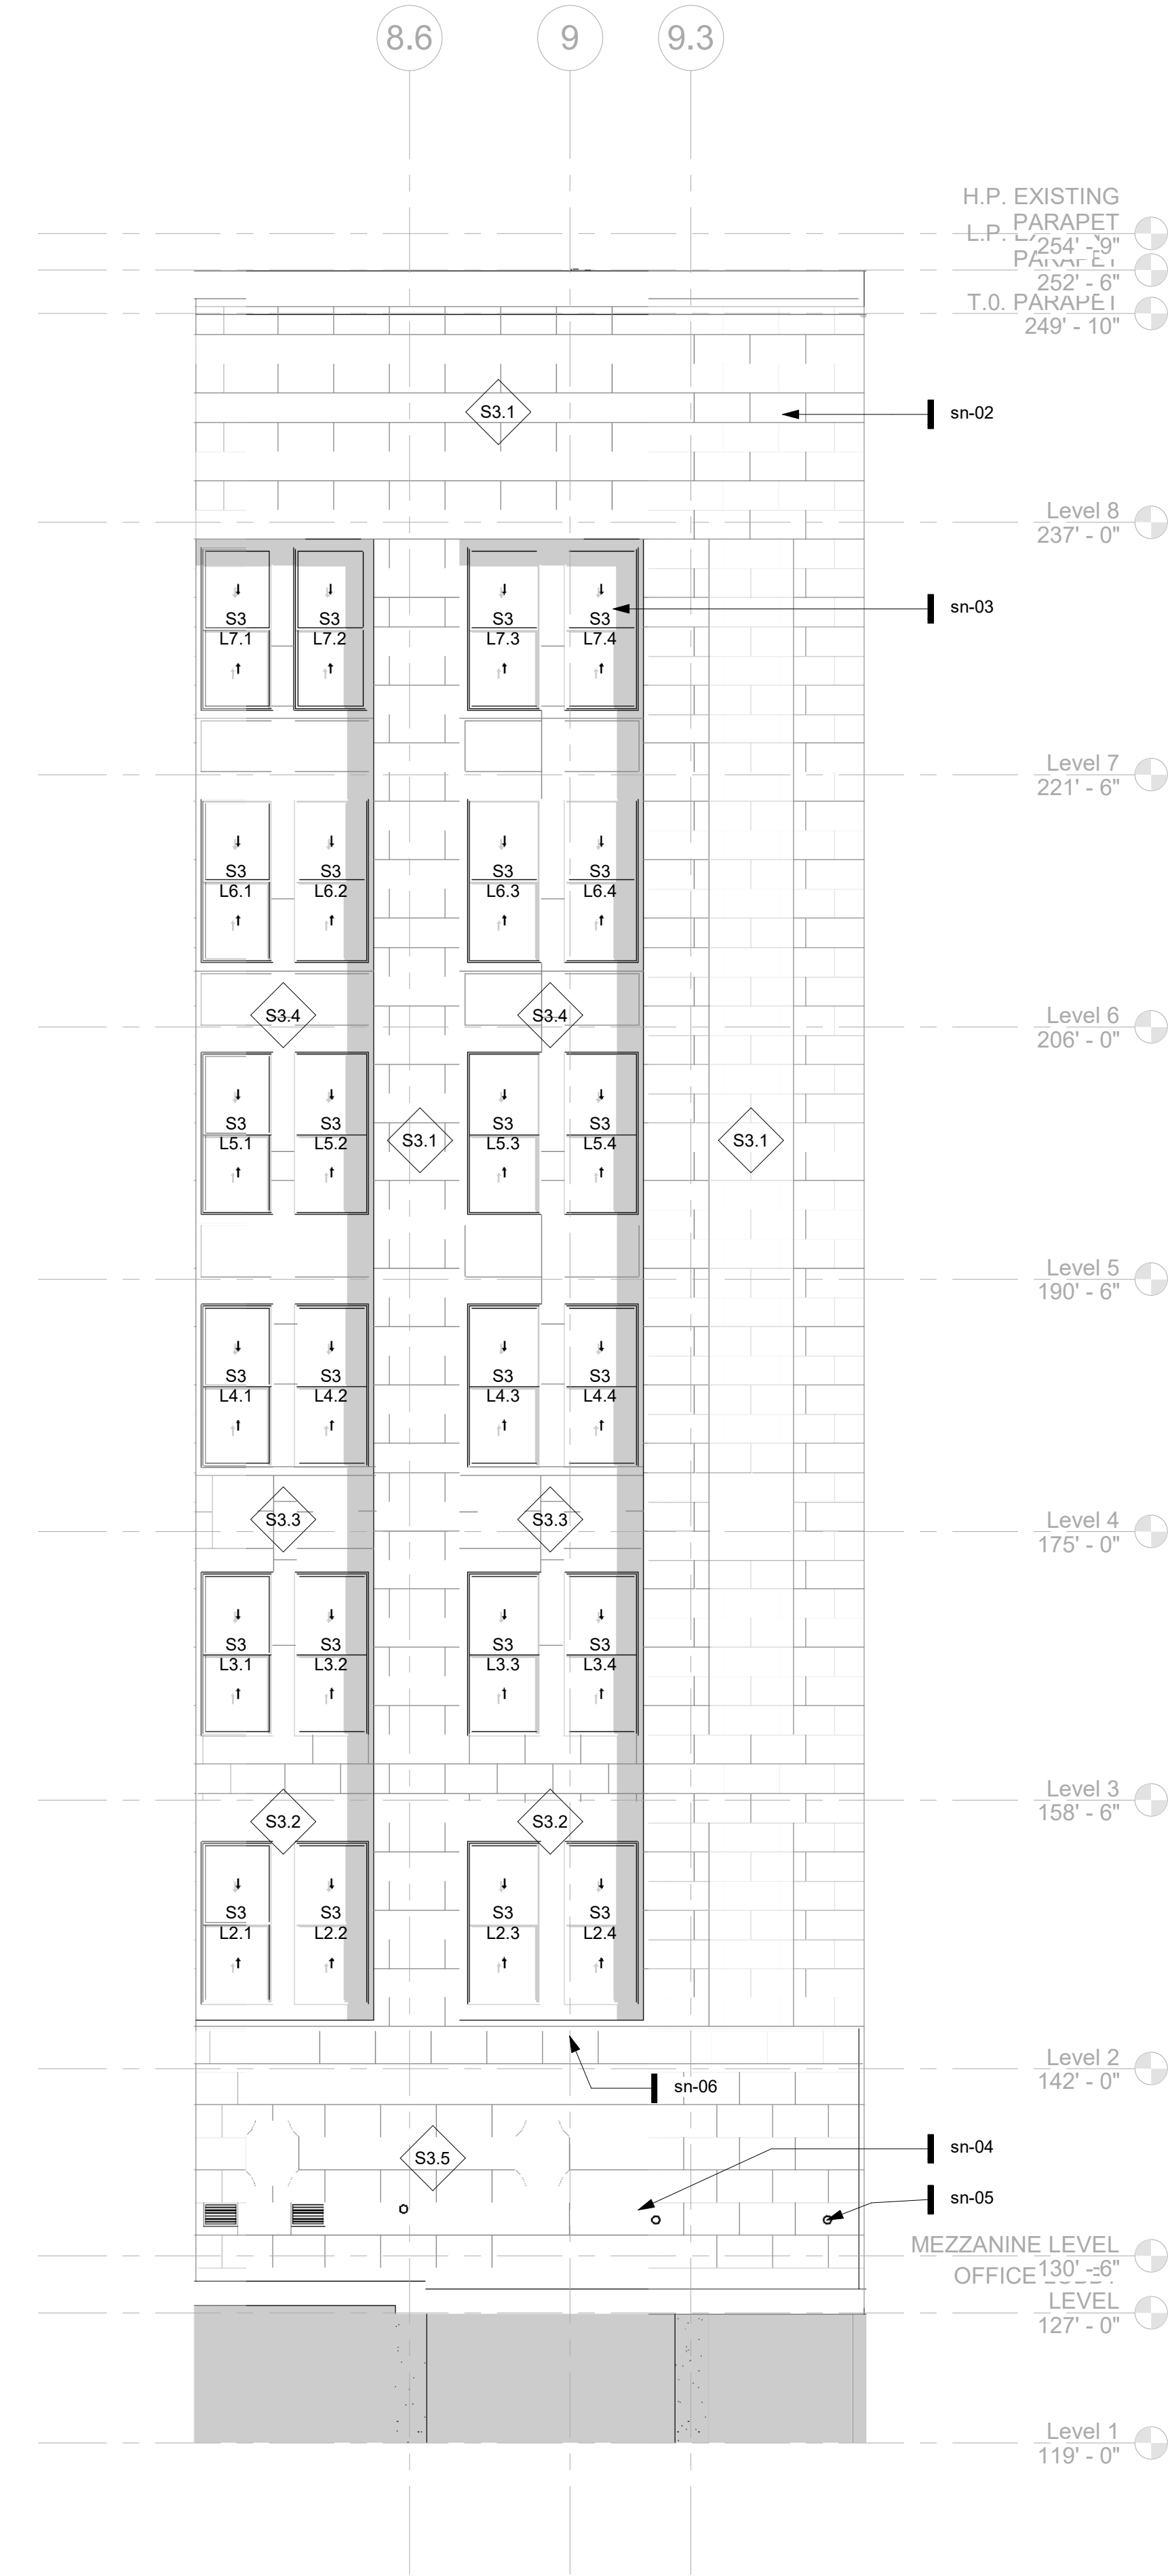 8.6 9 9.3
H.P. EXISTING
PARAPET
254' - 9"
L.P.
PARAPET
252' - 6"
T.0. PARAPET
249' - 10"
S3.1
sn-02
Level 8
237' - 0"
sn-03
S3 S3 S3 S3
L7.1 L7.2 L7.3 L7.4
Level 7
221' - 6"
S3 S3 S3 S3
L6.1 L6.2 L6.3 L6.4
S3.4 S3.4
Level 6
206' - 0"
S3 S3 S3 S3
L5.1 L5.2 L5.3 L5.4
S3.1 S3.1
Level 5
190' - 6"
S3 S3 S3 S3
L4.1 L4.2 L4.3 L4.4
S3.3 S3.3
Level 4
175' - 0"
S3 S3 S3 S3
L3.1 L3.2 L3.3 L3.4
Level 3
158' - 6"
S3.2 S3.2
S3 S3 S3 S3
L2.1 L2.2 L2.3 L2.4
Level 2
142' - 0"
sn-06
sn-04
S3.5
sn-05
MEZZANINE LEVEL
130' - 6"
OFFICE
LEVEL
127' - 0"
Level 1
119' - 0"